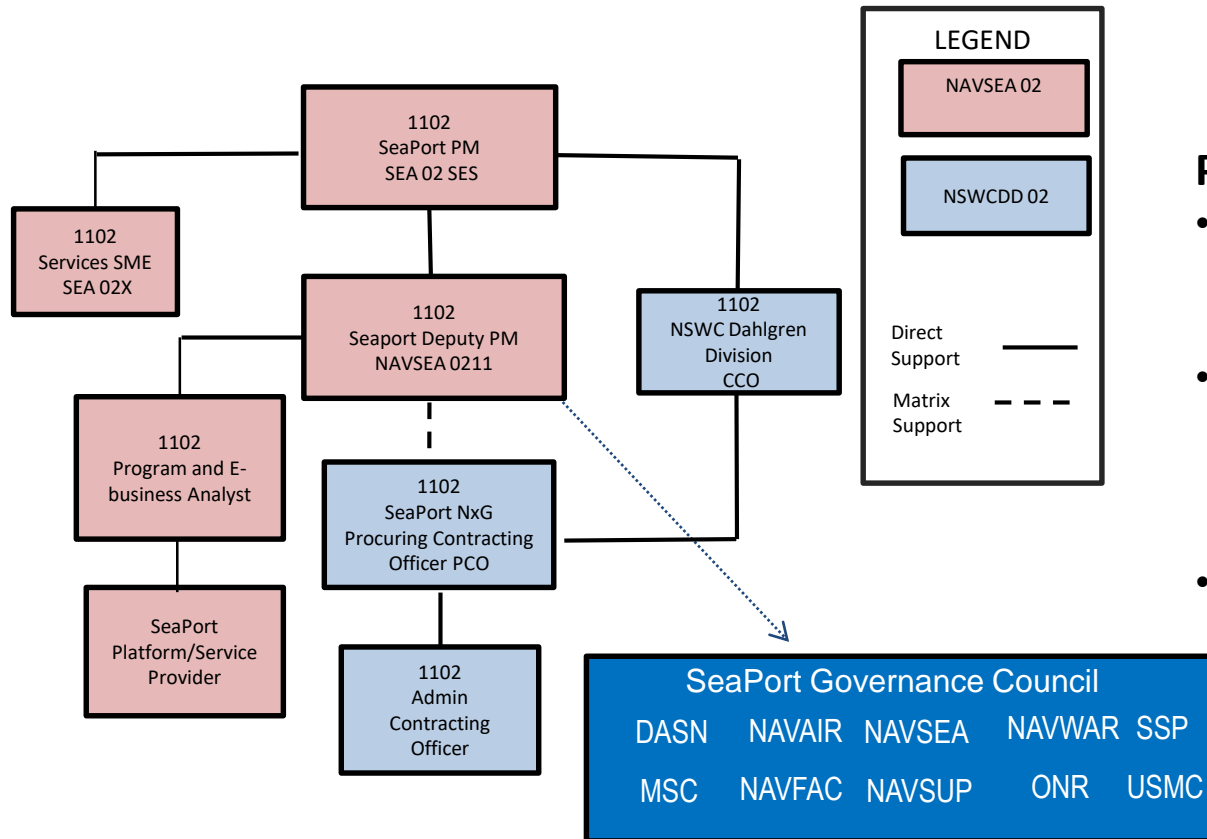 LEGEND
NAVSEA 02
NSWCDD 02
Direct
Support
Matrix
Support
1102
SeaPort PM
SEA 02 SES
1102
Services SME
SEA 02X
1102
Seaport Deputy PM
NAVSEA 0211
1102
NSWC Dahlgren
Division
CCO
1102
Program and E-
business Analyst
1102
SeaPort NxG
Procuring Contracting
Officer PCO
SeaPort
Platform/Service
Provider
1102
Admin
Contracting
Officer
SeaPort Governance Council
DASN NAVAIR NAVSEA NAVWAR SSP
MSC NAVFAC NAVSUP ONR USMC